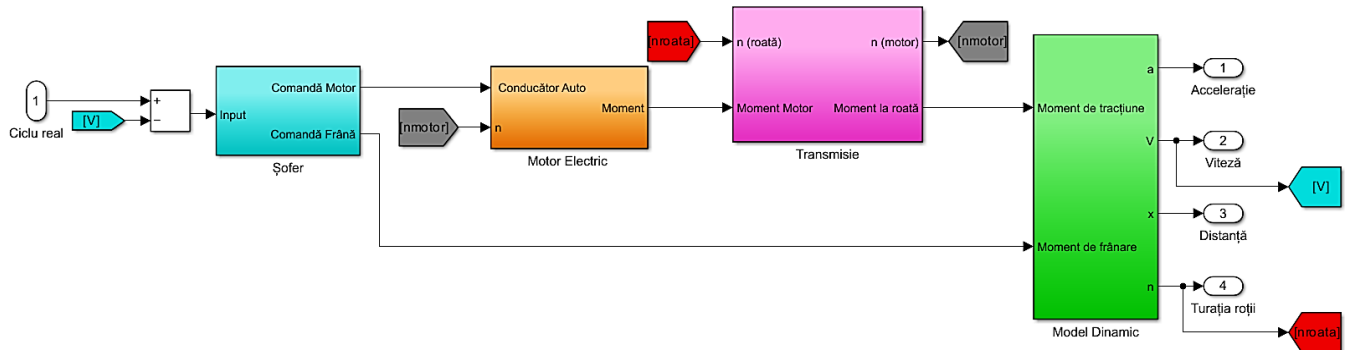 1
Ciclu real
[V]
+
−
Input
Comandă Motor
Comandă Frână
Șofer
[nmotor]
Conducător Auto
n
Moment
Motor Electric
[nroata]
n (roată)
n (motor)
Moment Motor
Moment la roată
Transmisie
[nmotor]
Moment de tracțiune
Moment de frânare
a
V
x
n
Model Dinamic
1
Accelerație
2
Viteză
[V]
3
Distanță
4
Turația roții
[nroata]